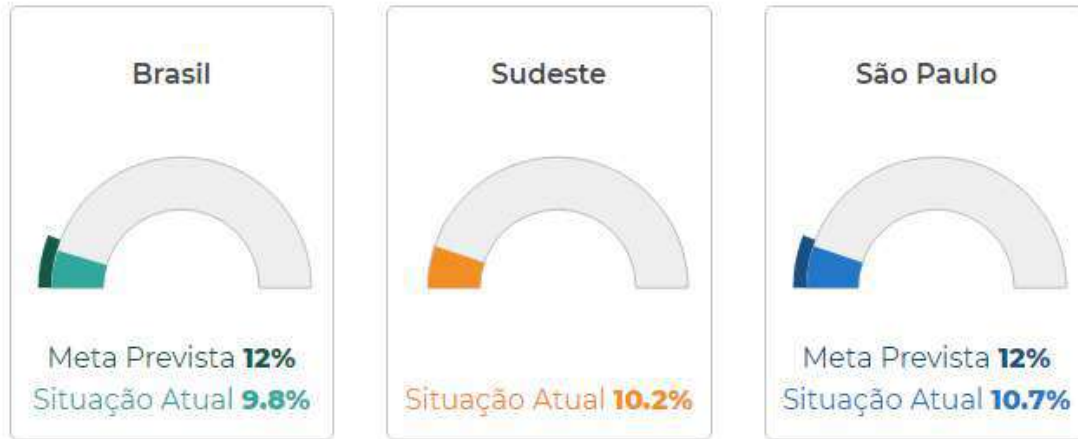 Brasil
Meta Prevista 12%
Situação Atual 9.8%
Sudeste
Situação Atual 10.2%
São Paulo
Meta Prevista 12%
Situação Atual 10.7%